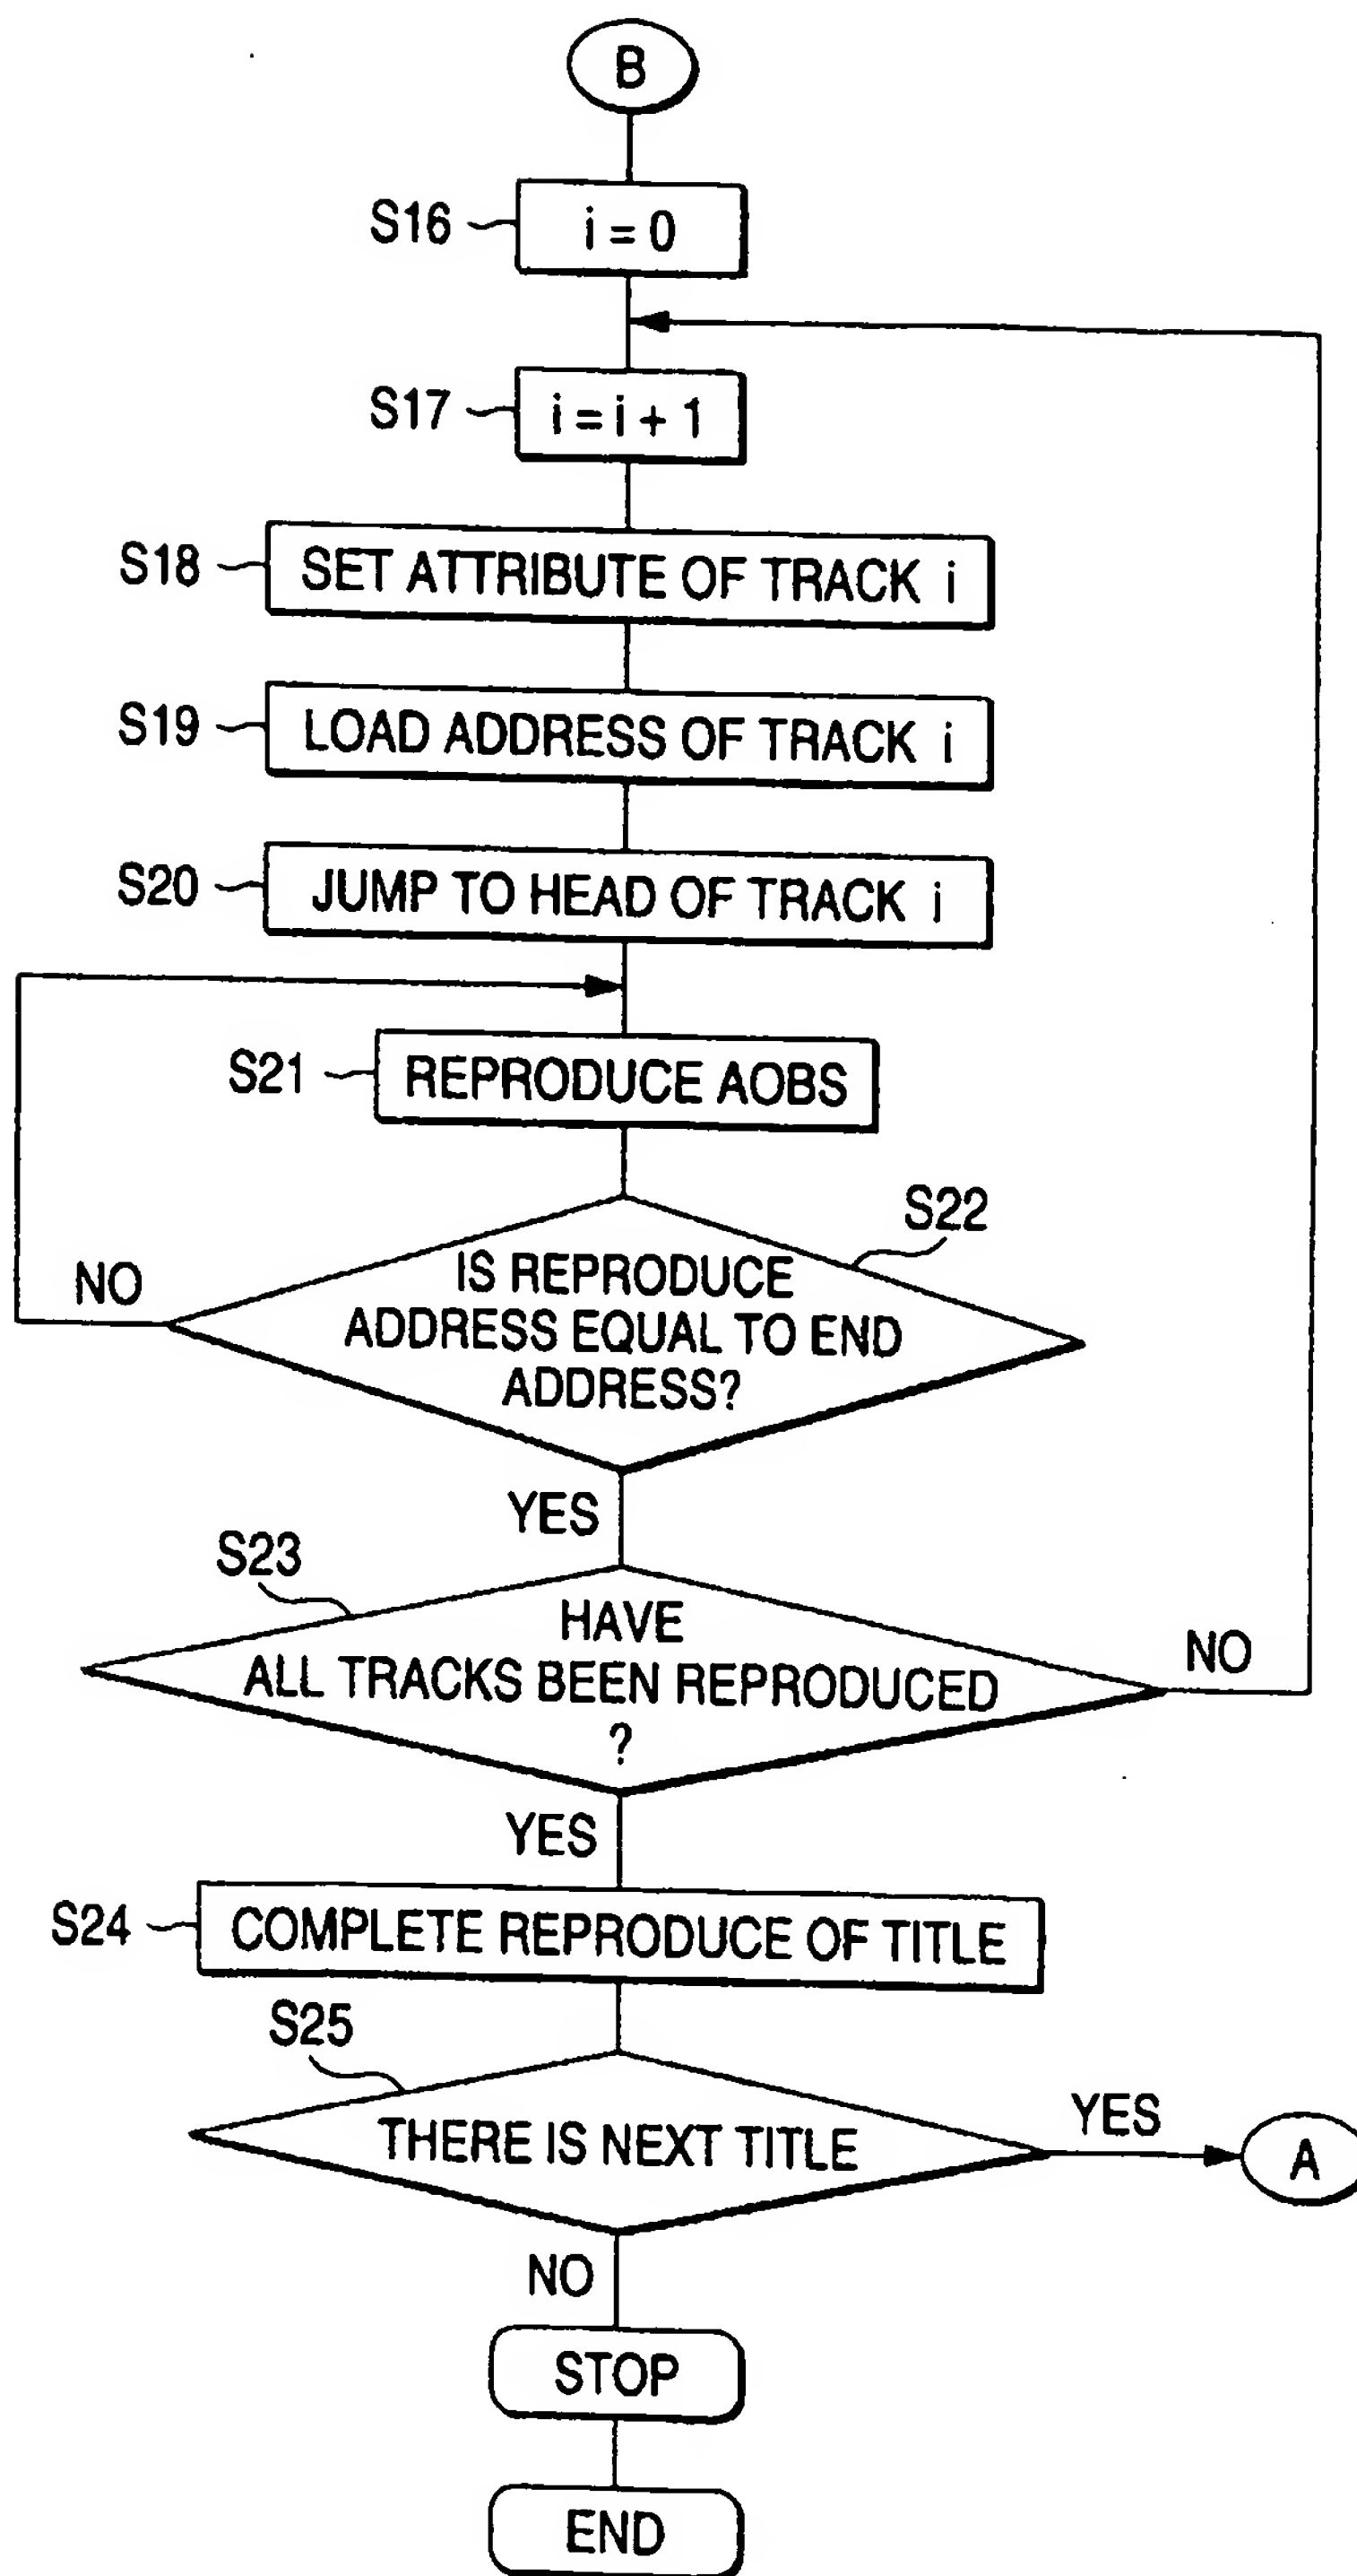 B
S16
i = 0
S17
i = i + 1
S18
SET ATTRIBUTE OF TRACK i
S19
LOAD ADDRESS OF TRACK i
S20
JUMP TO HEAD OF TRACK i
S21
REPRODUCE AOBS
S22
IS REPRODUCE
ADDRESS EQUAL TO END
ADDRESS?
NO
YES
S23
HAVE
ALL TRACKS BEEN REPRODUCED
?
NO
YES
S24
COMPLETE REPRODUCE OF TITLE
S25
THERE IS NEXT TITLE
YES
A
NO
STOP
END